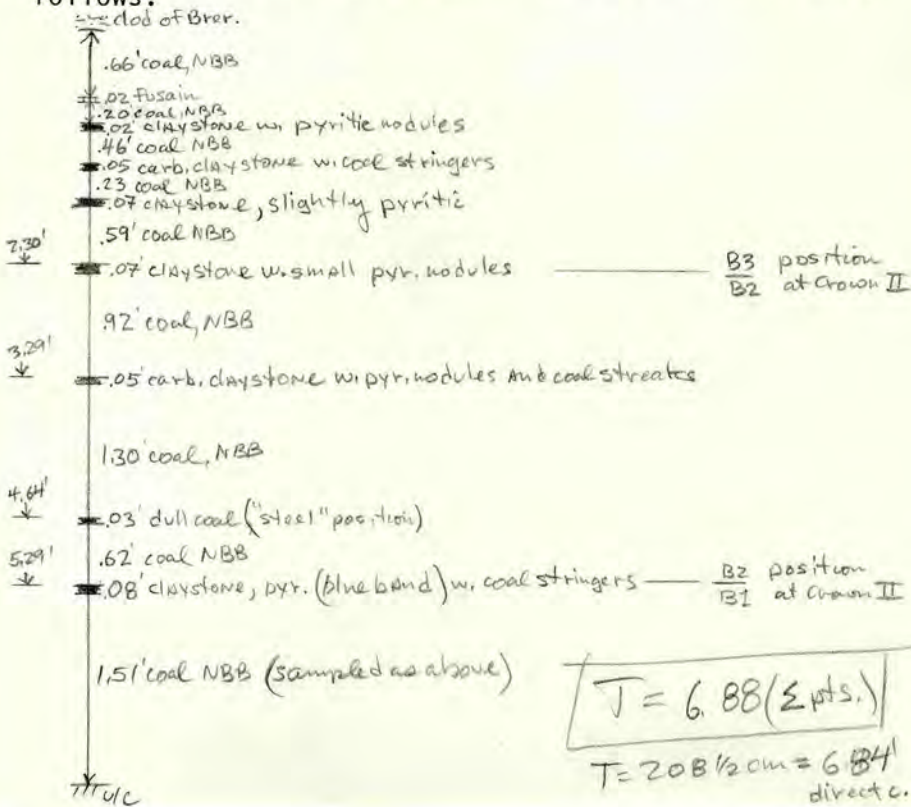 follows:
clod of Brer.
.66' coal, NBB
.02 fusain
.20' coal, NBB
.02' claystone w. pyritic nodules
.46' coal NBB
.05 carb. claystone w. coal stringers
.23 coal NBB
.07 claystone, slightly pyritic
.59' coal NBB
2.30'
.07' claystone w. small pyr. nodules
B3 position
B2 at Crown II
.92' coal, NBB
3.29'
.05' carb. claystone w. pyr. nodules and coal streaks
1.30' coal, NBB
4.64'
.03' dull coal ("steel" position)
.62' coal NBB
5.29'
.08' claystone, pyr. (blue band) w. coal stringers
B2 position
B1 at Crown II
1.51' coal NBB (sampled as above)
T = 6.88 (Σ pts.)
T = 208 1/2 cm = 6.84'
direct c.
u/c